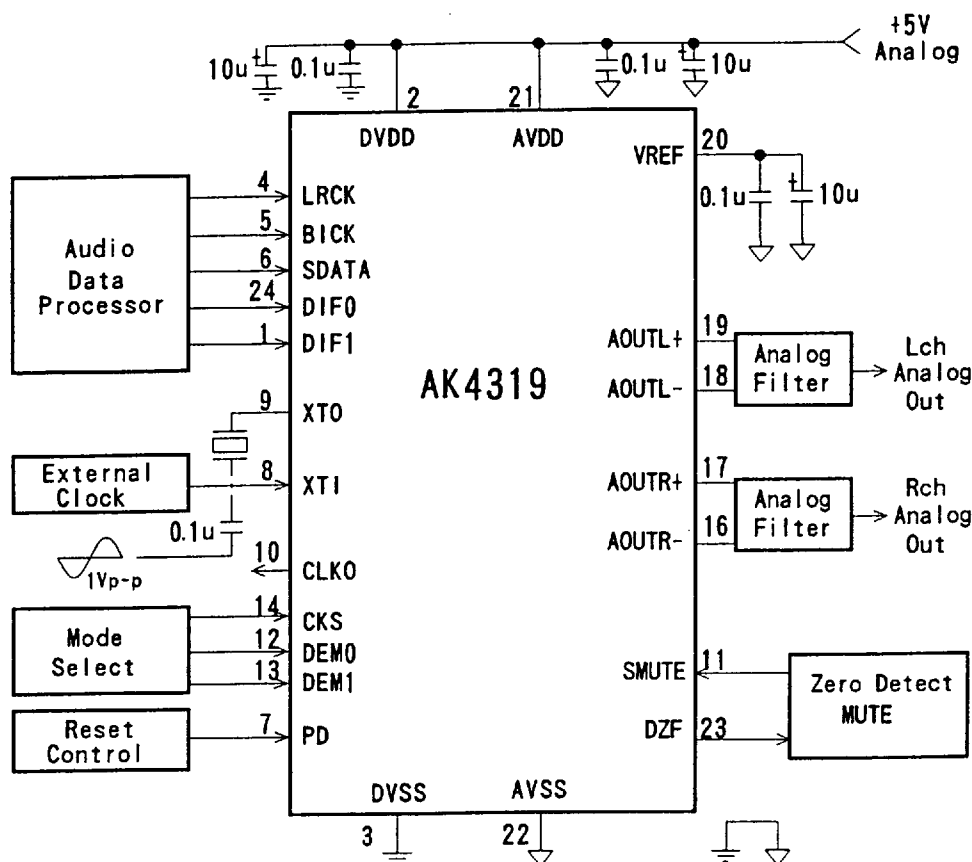 +5V
Analog
10u
+
0.1u
0.1u
+
10u
2
21
DVDD
AVDD
VREF
20
0.1u
+
10u
Audio
Data
Processor
4
LRCK
5
BICK
6
SDATA
24
DIF0
1
DIF1
AK4319
9
XTO
External
Clock
8
XTI
0.1u
1Vp-p
10
CLKO
Mode
Select
14
CKS
12
DEM0
13
DEM1
Reset
Control
7
PD
AOUTL+
19
AOUTL-
18
Analog
Filter
Lch
Analog
Out
AOUTR+
17
AOUTR-
16
Analog
Filter
Rch
Analog
Out
SMUTE
11
DZF
23
Zero Detect
MUTE
DVSS
AVSS
3
22